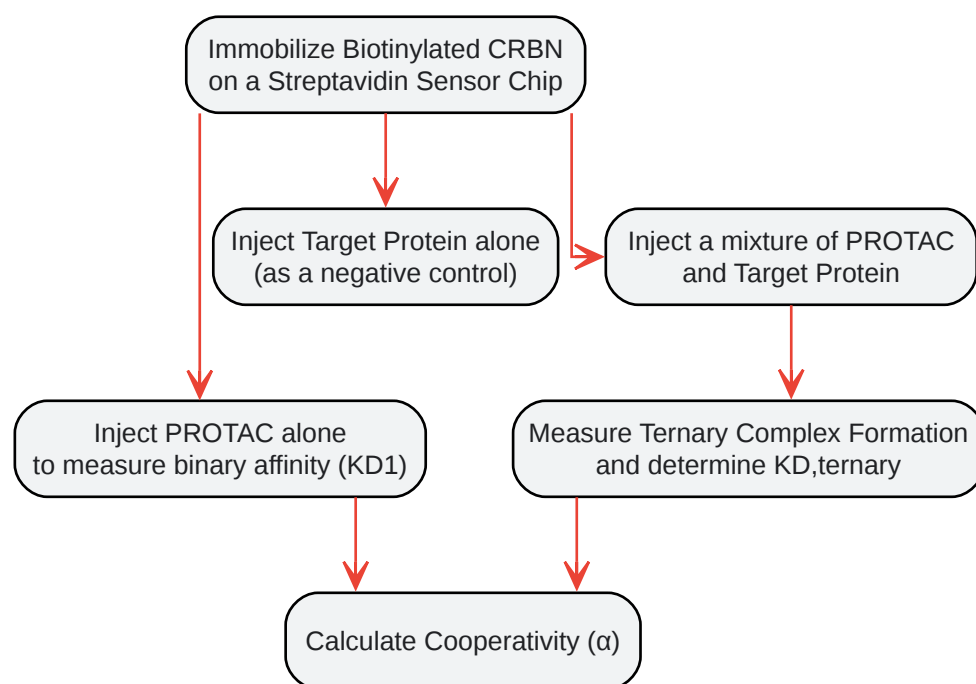 Immobilize Biotinylated CRBN
on a Streptavidin Sensor Chip
Inject Target Protein alone
(as a negative control)
Inject a mixture of PROTAC
and Target Protein
Inject PROTAC alone
to measure binary affinity (KD1)
Measure Ternary Complex Formation
and determine KD,ternary
Calculate Cooperativity (α)